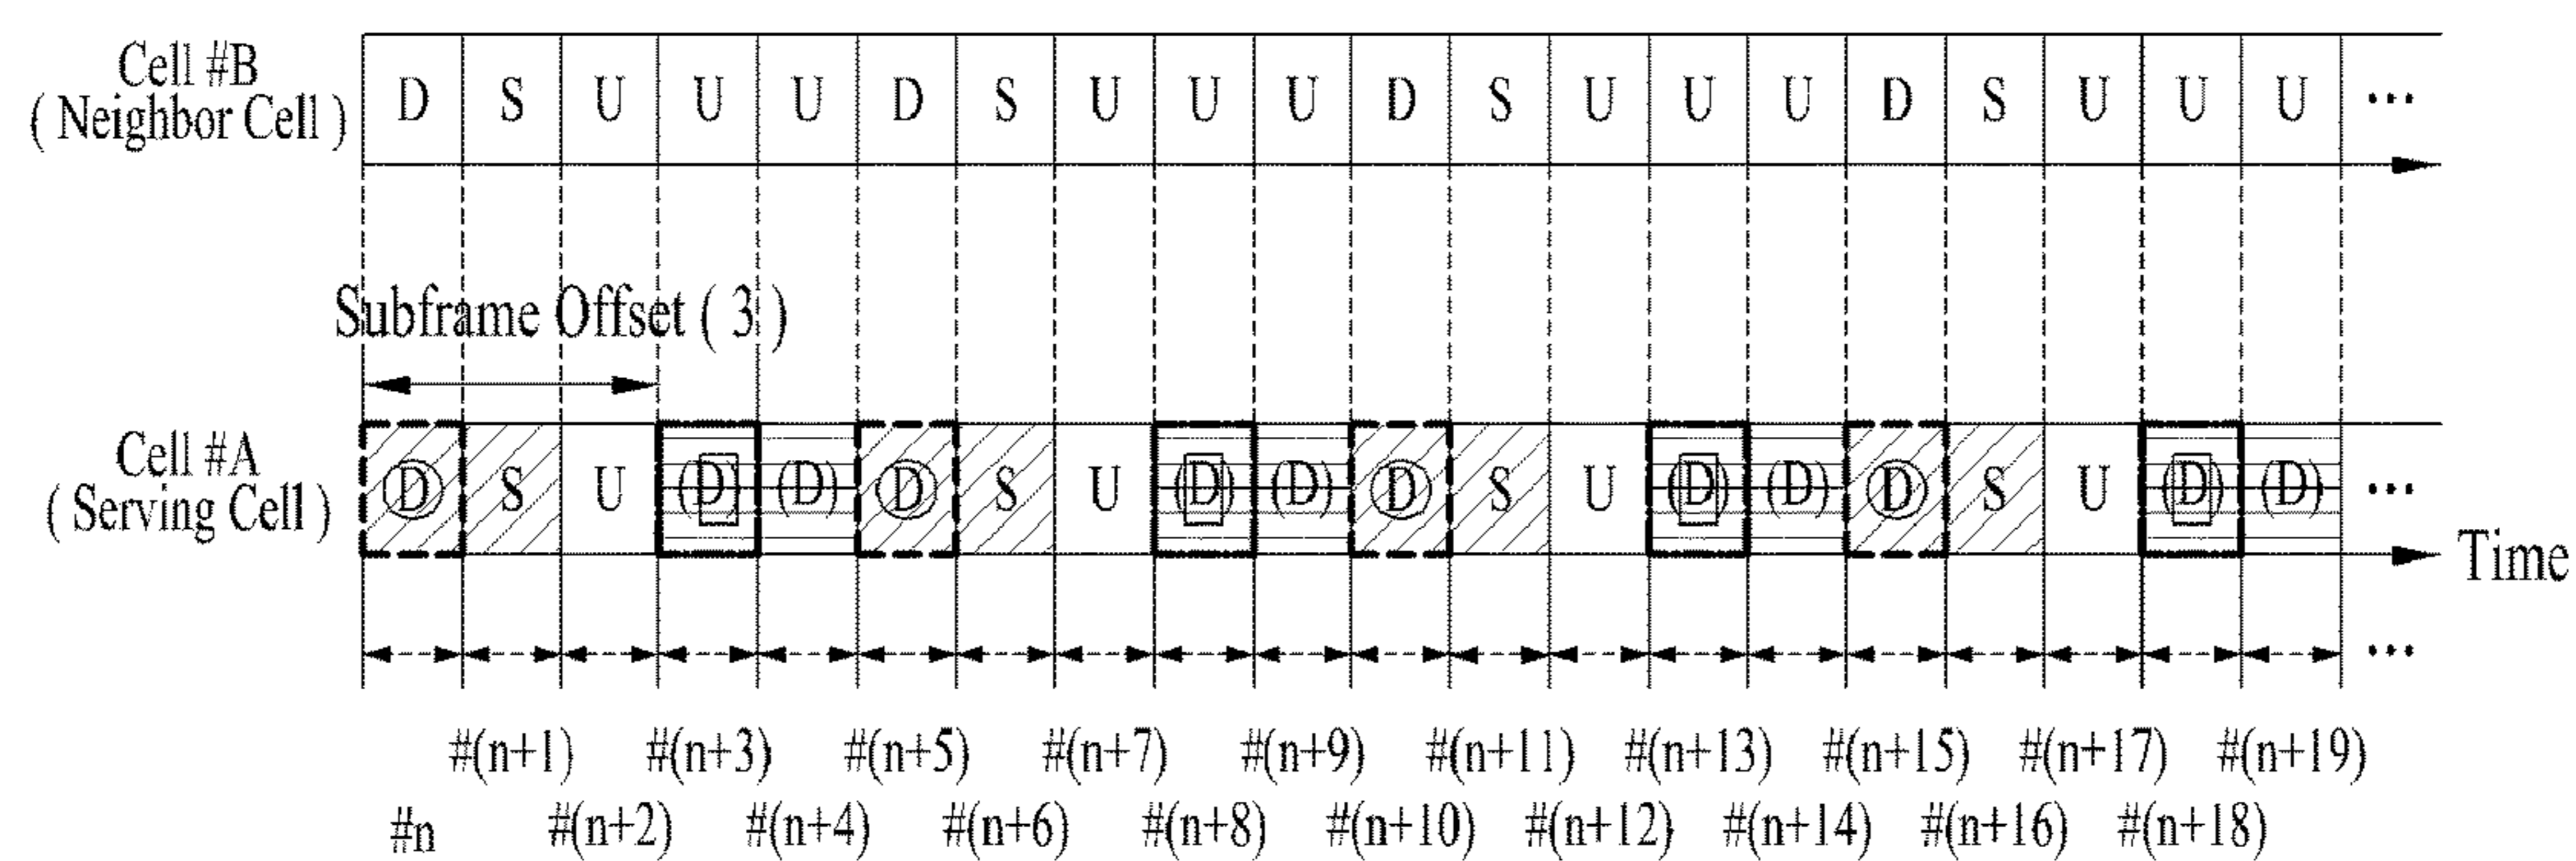 Cell #B
( Neighbor Cell )
D S U U U D S U U U D S U U U D S U U U ...
Subframe Offset ( 3 )
Cell #A
( Serving Cell )
D S U (D) (D) D S U (D) (D) D S U (D) (D) D S U (D) (D) ...
Time
...
#(n+1) #(n+3) #(n+5) #(n+7) #(n+9) #(n+11) #(n+13) #(n+15) #(n+17) #(n+19)
#n #(n+2) #(n+4) #(n+6) #(n+8) #(n+10) #(n+12) #(n+14) #(n+16) #(n+18)